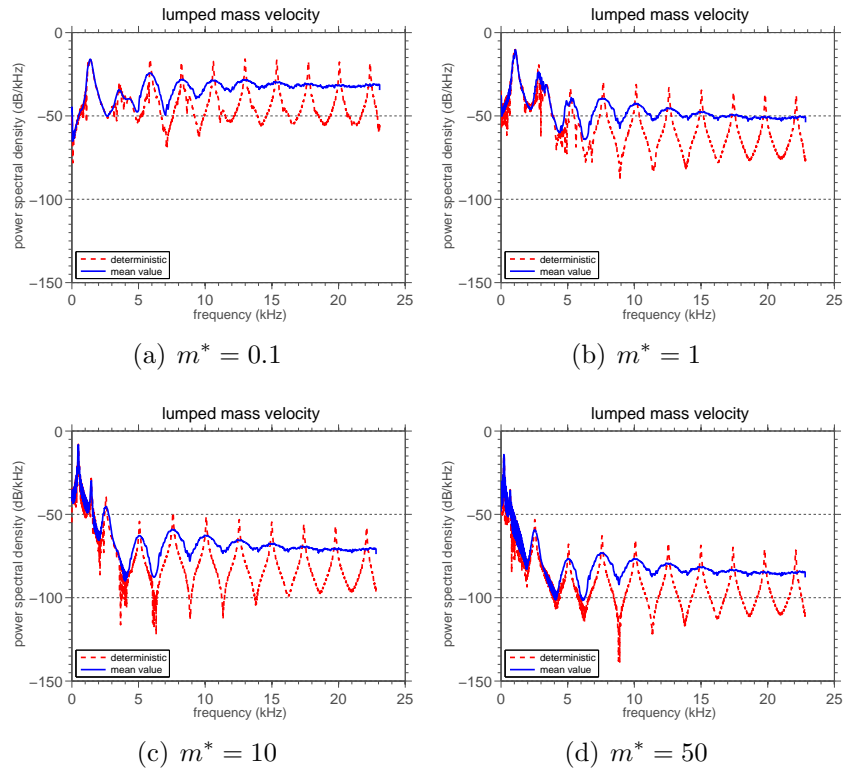 lumped mass velocity
power spectral density (dB/kHz)
0
−50
−100
−150
deterministic
mean value
0 5 10 15 20 25
frequency (kHz)
(a) m* = 0.1
lumped mass velocity
power spectral density (dB/kHz)
0
−50
−100
−150
deterministic
mean value
0 5 10 15 20 25
frequency (kHz)
(b) m* = 1
lumped mass velocity
power spectral density (dB/kHz)
0
−50
−100
−150
deterministic
mean value
0 5 10 15 20 25
frequency (kHz)
(c) m* = 10
lumped mass velocity
power spectral density (dB/kHz)
0
−50
−100
−150
deterministic
mean value
0 5 10 15 20 25
frequency (kHz)
(d) m* = 50